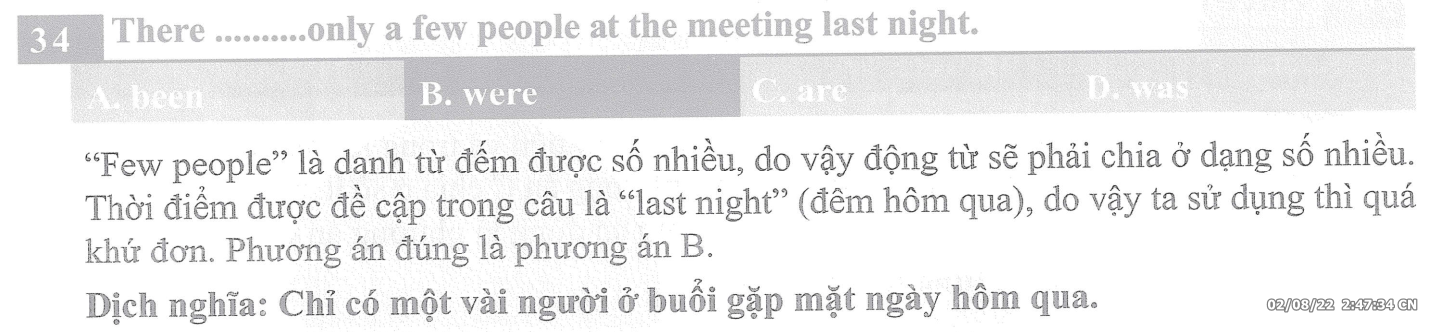 34 There ..........only a few people at the meeting last night.
A. been B. were C. are D. was
“Few people” là danh từ đếm được số nhiều, do vậy động từ sẽ phải chia ở dạng số nhiều.
Thời điểm được đề cập trong câu là “last night” (đêm hôm qua), do vậy ta sử dụng thì quá
khứ đơn. Phương án đúng là phương án B.
Dịch nghĩa: Chỉ có một vài người ở buổi gặp mặt ngày hôm qua.
02/08/22 2:47:34 CN